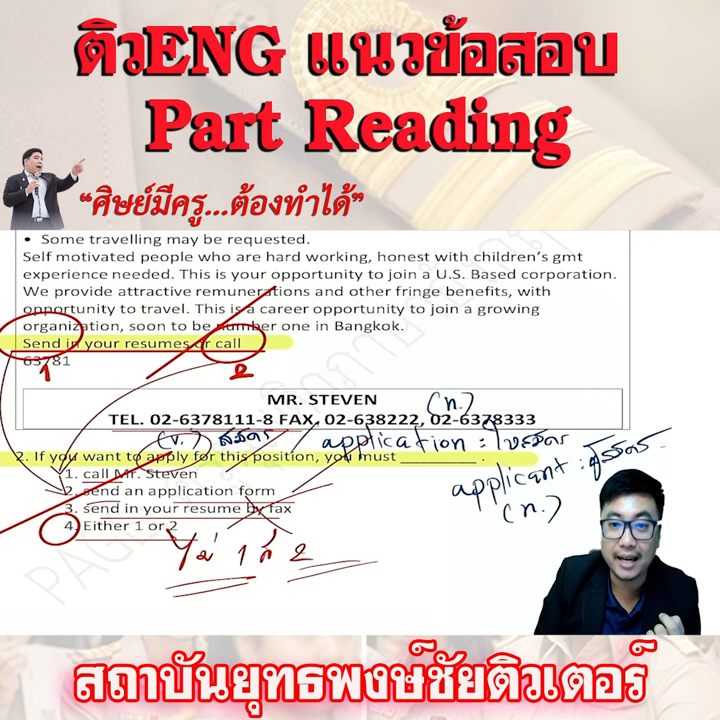 ติวENG แนวข้อสอบ
Part Reading
“ศิษย์มีครู...ต้องทำได้”
• Some travelling may be requested.
Self motivated people who are hard working, honest with children’s gmt
experience needed. This is your opportunity to join a U.S. Based corporation.
We provide attractive remunerations and other fringe benefits, with
opportunity to travel. This is a career opportunity to join a growing
organization, soon to be number one in Bangkok.
Send in your resumes or call
63781
1 2
MR. STEVEN
(n.)
TEL. 02-6378111-8 FAX. 02-638222, 02-6378333
(v.) สมัคร / application : ใบสมัคร
2. If you want to apply for this position, you must ________ .
applicant : ผู้สมัคร
(n.)
1. call Mr. Steven
2. send an application form
3. send in your resume by fax
4. Either 1 or 2
ไม่ 1 ก็ 2
สถาบันยุทธพงษ์ชัยติวเตอร์